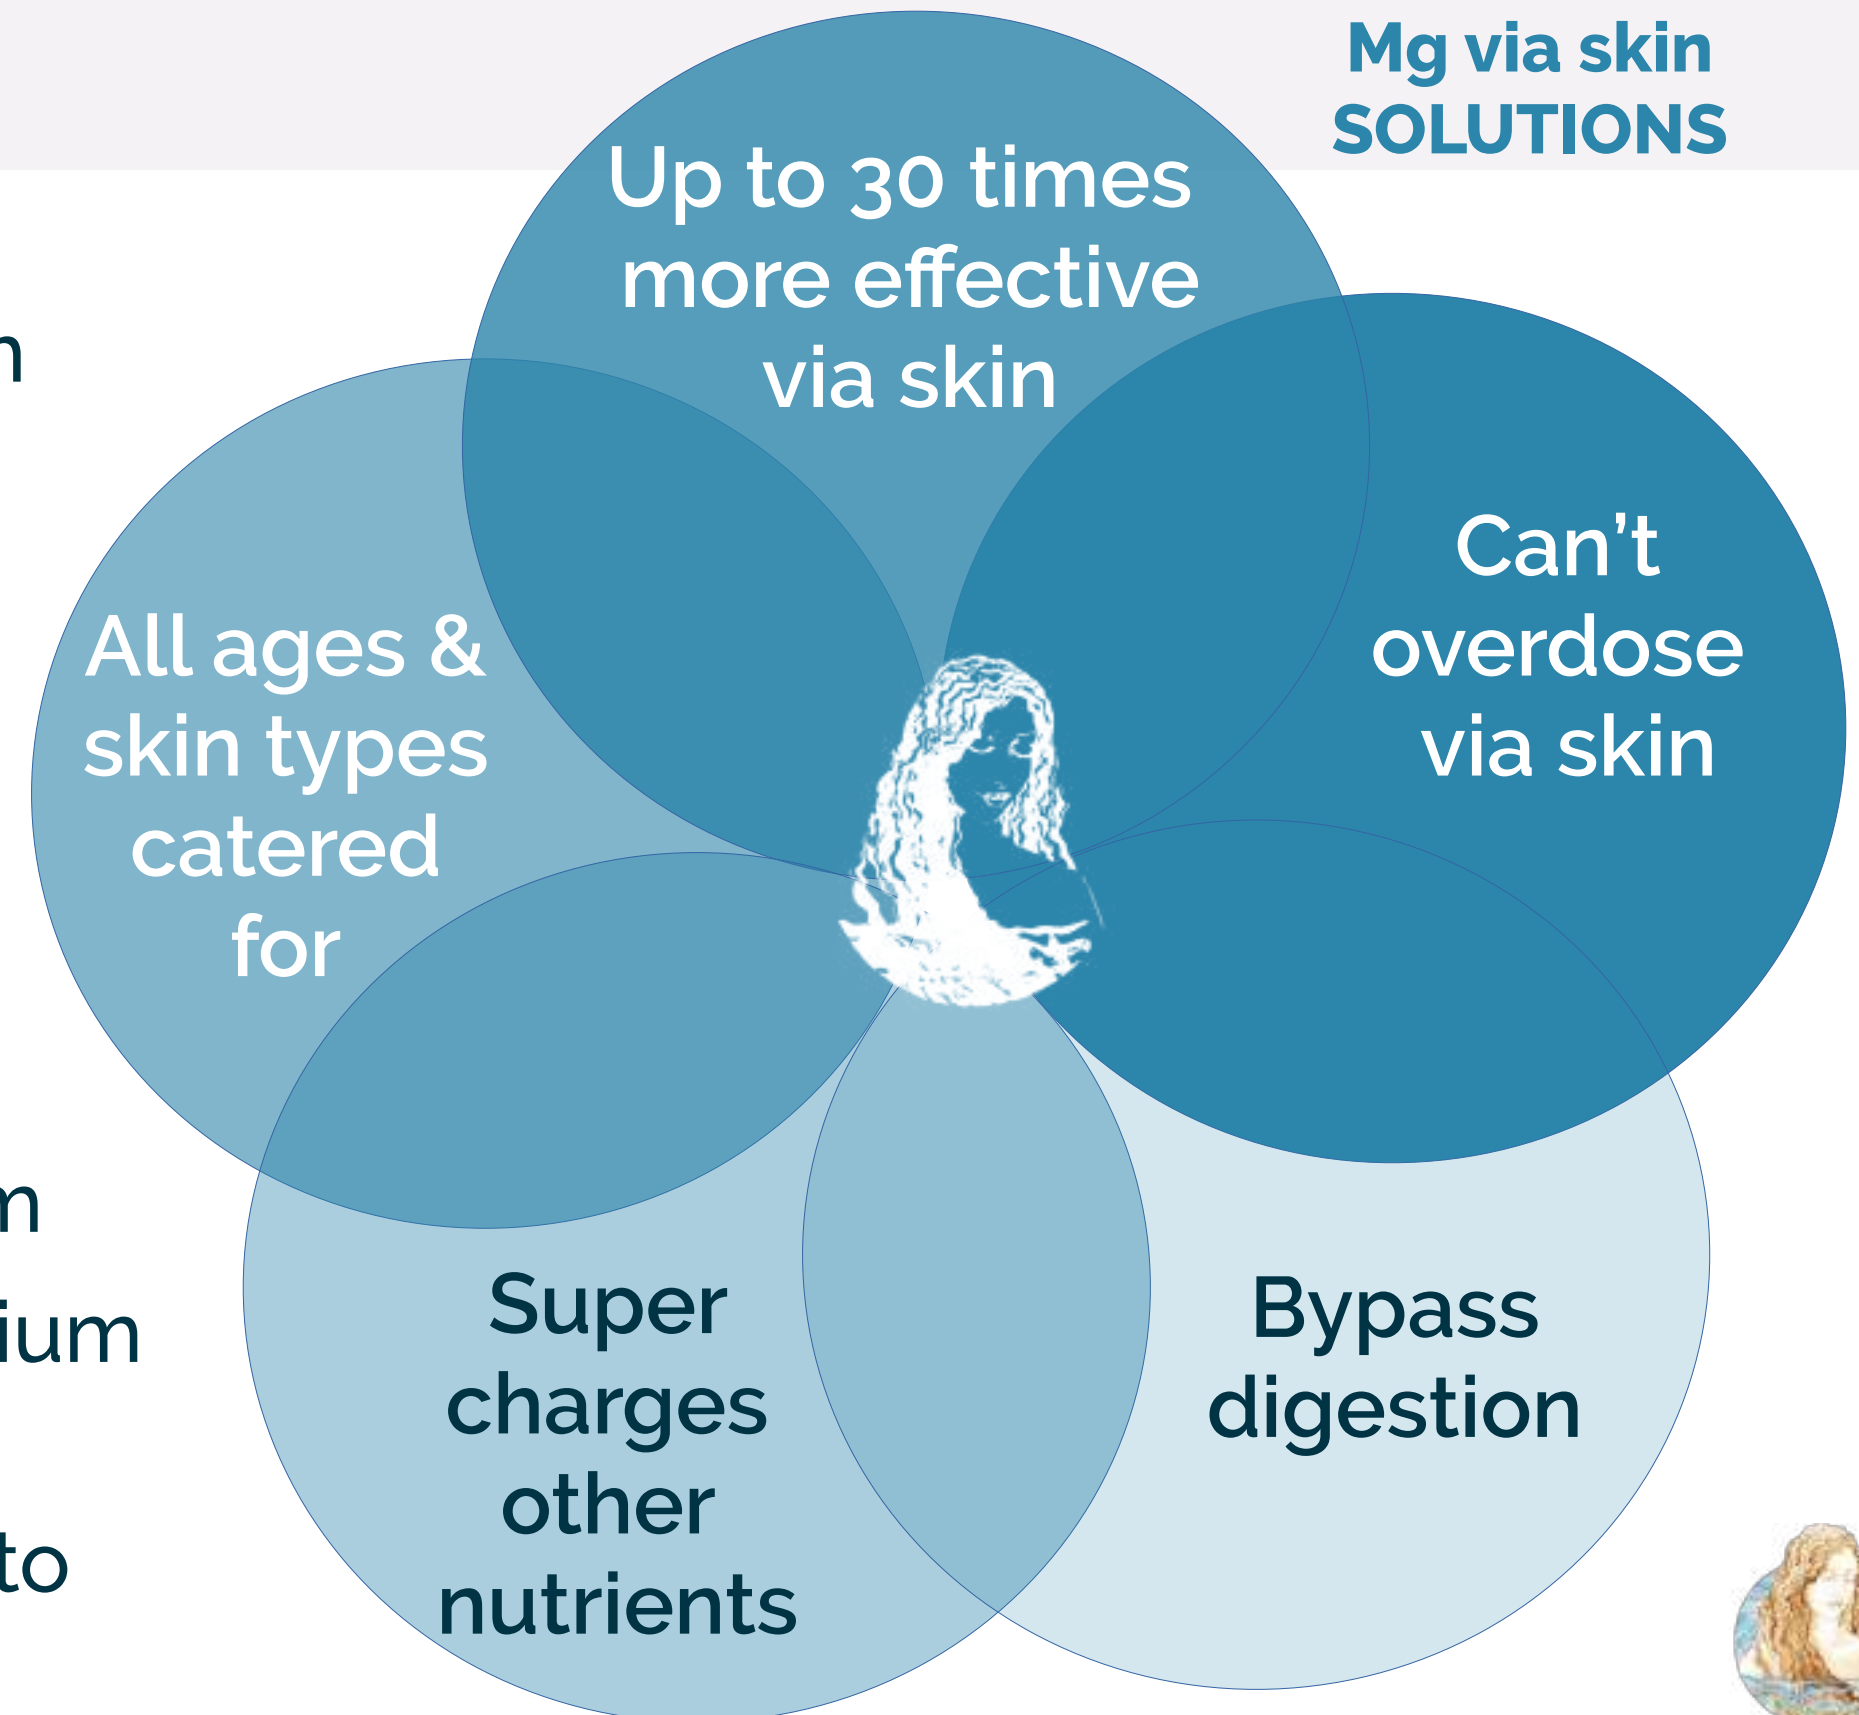 Mg via skin
SOLUTIONS
Up to 30 times
more effective
via skin
Can't
overdose
via skin
All ages &
skin types
catered
for
Super
charges
other
nutrients
Bypass
digestion
to